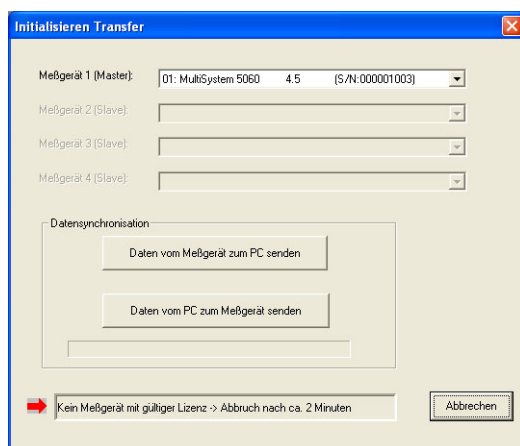 Initialisieren Transfer
Meßgerät 1 (Master): 01: MultiSystem 5060 4.5 (S/N:000001003)
Meßgerät 2 (Slave):
Meßgerät 3 (Slave):
Meßgerät 4 (Slave):
Datensynchronisation
Daten vom Meßgerät zum PC senden
Daten vom PC zum Meßgerät senden
Kein Meßgerät mit gültiger Lizenz -> Abbruch nach ca. 2 Minuten
Abbrechen